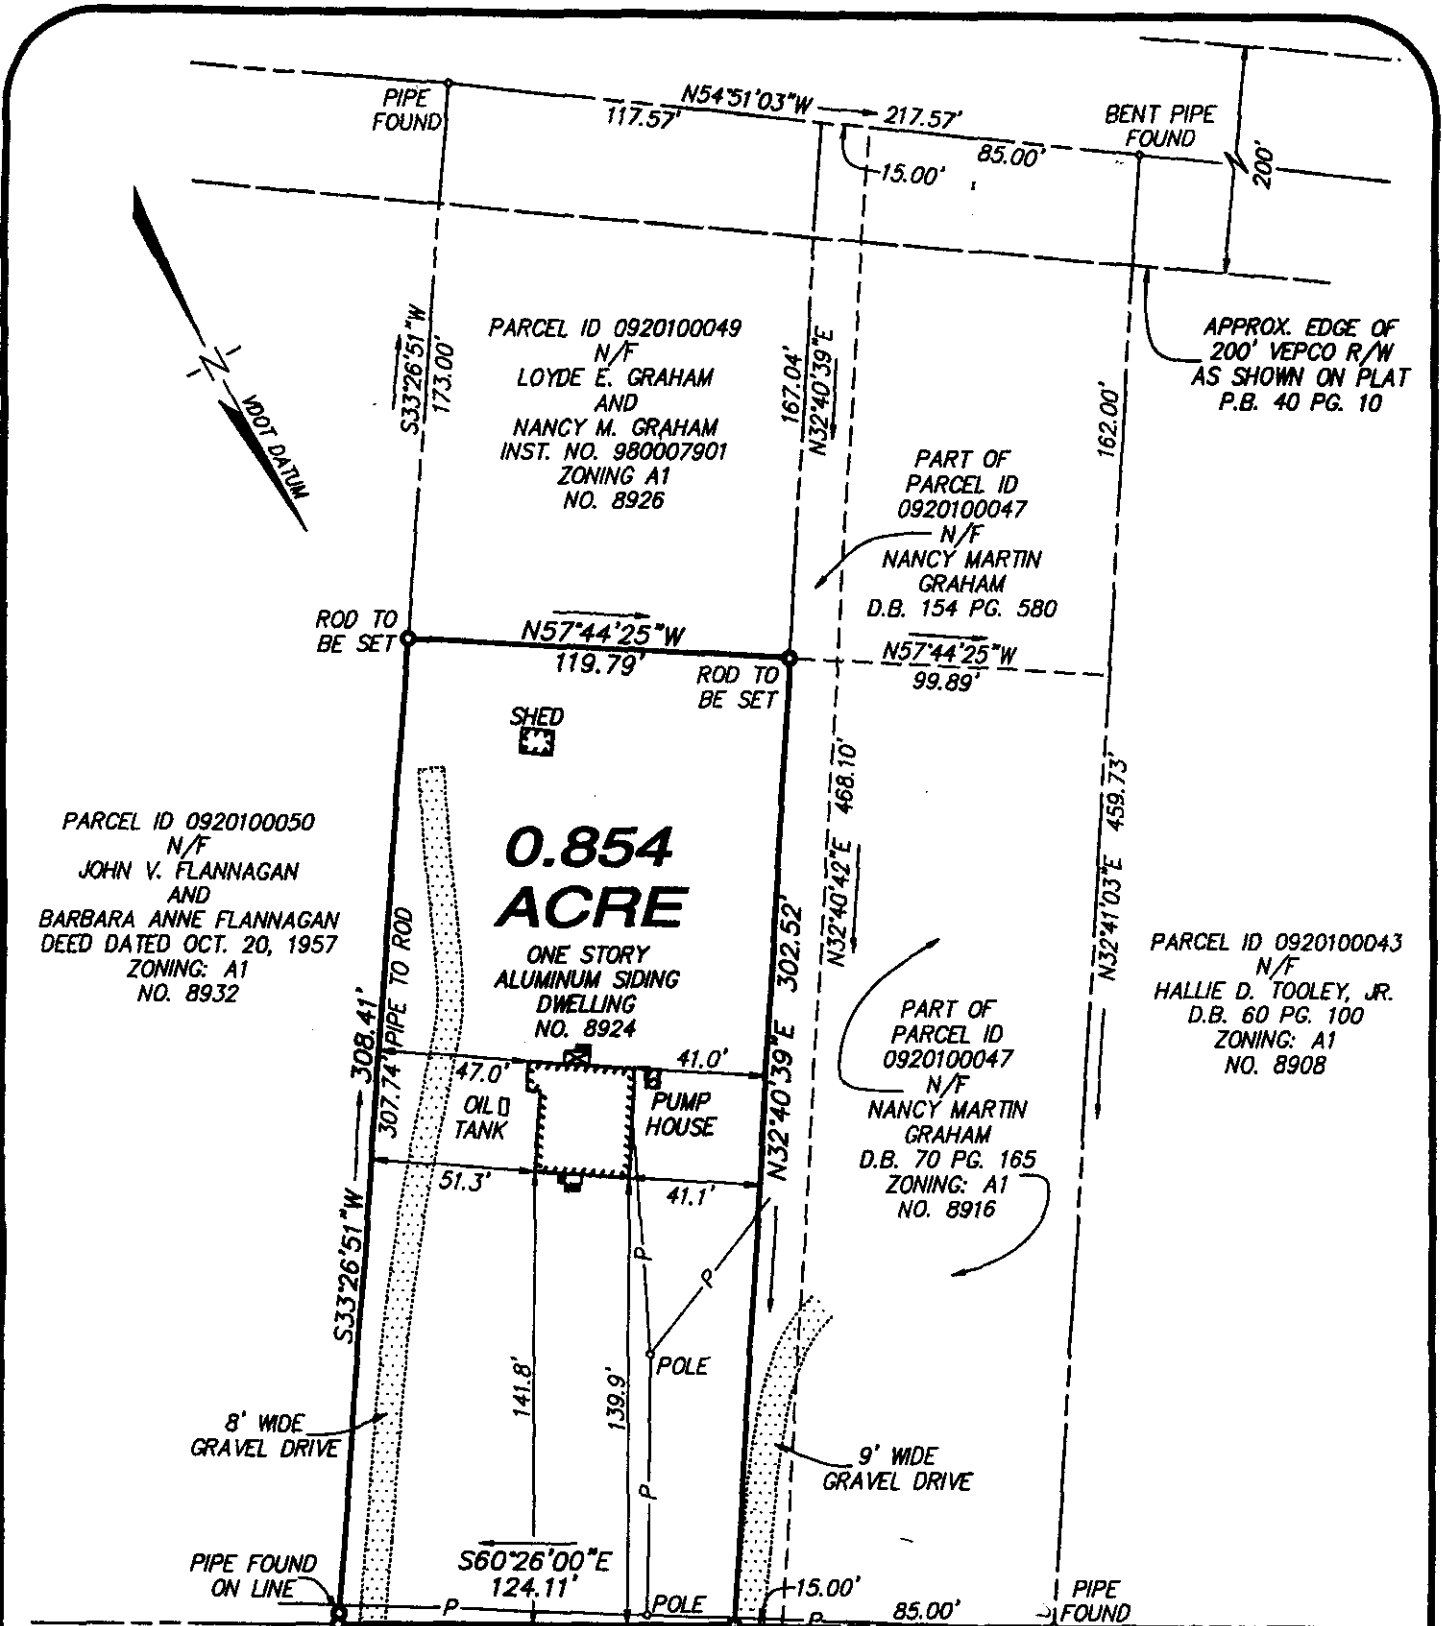 PIPE
FOUND
N54°51'03"W
117.57'
217.57'
85.00'
15.00'
BENT PIPE
FOUND
200'
N
VDOT DATUM
S33°26'51"W
173.00'
PARCEL ID 0920100049
N/F
LOYDE E. GRAHAM
AND
NANCY M. GRAHAM
INST. NO. 980007901
ZONING A1
NO. 8926
167.04'
N32°40'39"E
162.00'
APPROX. EDGE OF
200' VEPCO R/W
AS SHOWN ON PLAT
P.B. 40 PG. 10
PART OF
PARCEL ID
0920100047
N/F
NANCY MARTIN
GRAHAM
D.B. 154 PG. 580
ROD TO
BE SET
N57°44'25"W
119.79'
ROD TO
BE SET
N57°44'25"W
99.89'
SHED
0.854
ACRE
ONE STORY
ALUMINUM SIDING
DWELLING
NO. 8924
PARCEL ID 0920100050
N/F
JOHN V. FLANNAGAN
AND
BARBARA ANNE FLANNAGAN
DEED DATED OCT. 20, 1957
ZONING: A1
NO. 8932
S33°26'51"W 308.41'
307.74' PIPE TO ROD
N32°40'39"E 302.52'
N32°40'42"E 468.10'
N32°41'03"E 459.73'
PARCEL ID 0920100043
N/F
HALLIE D. TOOLEY, JR.
D.B. 60 PG. 100
ZONING: A1
NO. 8908
PART OF
PARCEL ID
0920100047
N/F
NANCY MARTIN
GRAHAM
D.B. 70 PG. 165
ZONING: A1
NO. 8916
47.0'
41.0'
OIL
TANK
PUMP
HOUSE
51.3'
41.1'
P
P
POLE
141.8'
139.9'
P
8' WIDE
GRAVEL DRIVE
9' WIDE
GRAVEL DRIVE
PIPE FOUND
ON LINE
S60°26'00"E
124.11'
P
POLE
15.00'
P
85.00'
PIPE
FOUND